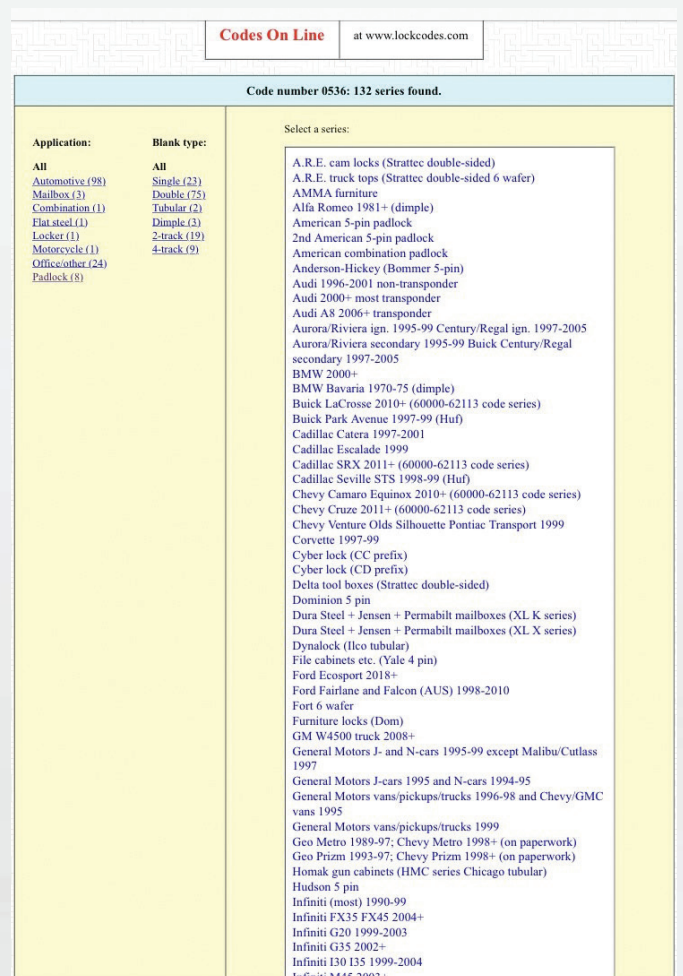 Codes On Line
at www.lockcodes.com
Code number 0536: 132 series found.
Application:
All
Automotive (98)
Mailbox (3)
Combination (1)
Flat steel (1)
Locker (1)
Motorcycle (1)
Office/other (24)
Padlock (8)
Blank type:
All
Single (23)
Double (75)
Tubular (2)
Dimple (3)
2-track (19)
4-track (9)
Select a series:
A.R.E. cam locks (Strattec double-sided)
A.R.E. truck tops (Strattec double-sided 6 wafer)
AMMA furniture
Alfa Romeo 1981+ (dimple)
American 5-pin padlock
2nd American 5-pin padlock
American combination padlock
Anderson-Hickey (Bommer 5-pin)
Audi 1996-2001 non-transponder
Audi 2000+ most transponder
Audi A8 2006+ transponder
Aurora/Riviera ign. 1995-99 Century/Regal ign. 1997-2005
Aurora/Riviera secondary 1995-99 Buick Century/Regal
secondary 1997-2005
BMW 2000+
BMW Bavaria 1970-75 (dimple)
Buick LaCrosse 2010+ (60000-62113 code series)
Buick Park Avenue 1997-99 (Huf)
Cadillac Catera 1997-2001
Cadillac Escalade 1999
Cadillac SRX 2011+ (60000-62113 code series)
Cadillac Seville STS 1998-99 (Huf)
Chevy Camaro Equinox 2010+ (60000-62113 code series)
Chevy Cruze 2011+ (60000-62113 code series)
Chevy Venture Olds Silhouette Pontiac Transport 1999
Corvette 1997-99
Cyber lock (CC prefix)
Cyber lock (CD prefix)
Delta tool boxes (Strattec double-sided)
Dominion 5 pin
Dura Steel + Jensen + Permabilt mailboxes (XL K series)
Dura Steel + Jensen + Permabilt mailboxes (XL X series)
Dynalock (Ilco tubular)
File cabinets etc. (Yale 4 pin)
Ford Ecosport 2018+
Ford Fairlane and Falcon (AUS) 1998-2010
Fort 6 wafer
Furniture locks (Dom)
GM W4500 truck 2008+
General Motors J- and N-cars 1995-99 except Malibu/Cutlass
1997
General Motors J-cars 1995 and N-cars 1994-95
General Motors vans/pickups/trucks 1996-98 and Chevy/GMC
vans 1995
General Motors vans/pickups/trucks 1999
Geo Metro 1989-97; Chevy Metro 1998+ (on paperwork)
Geo Prizm 1993-97; Chevy Prizm 1998+ (on paperwork)
Homak gun cabinets (HMC series Chicago tubular)
Hudson 5 pin
Infiniti (most) 1990-99
Infiniti FX35 FX45 2004+
Infiniti G20 1999-2003
Infiniti G35 2002+
Infiniti I30 I35 1999-2004